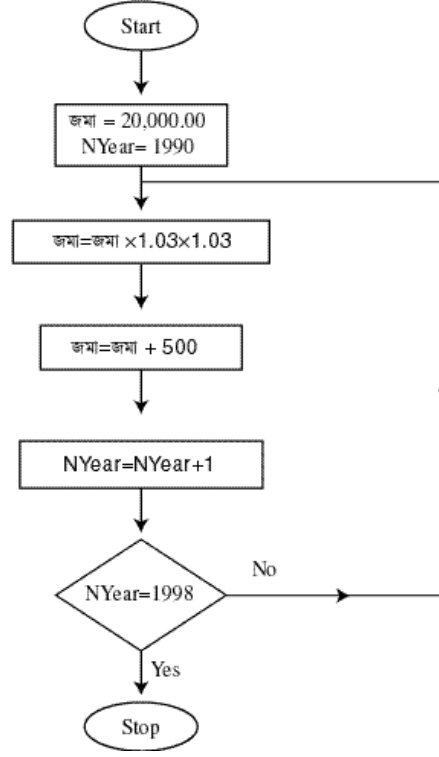 Start
জমা = 20,000.00
NYear= 1990
জমা=জমা ×1.03×1.03
জমা=জমা + 500
NYear=NYear+1
NYear=1998
No
Yes
Stop